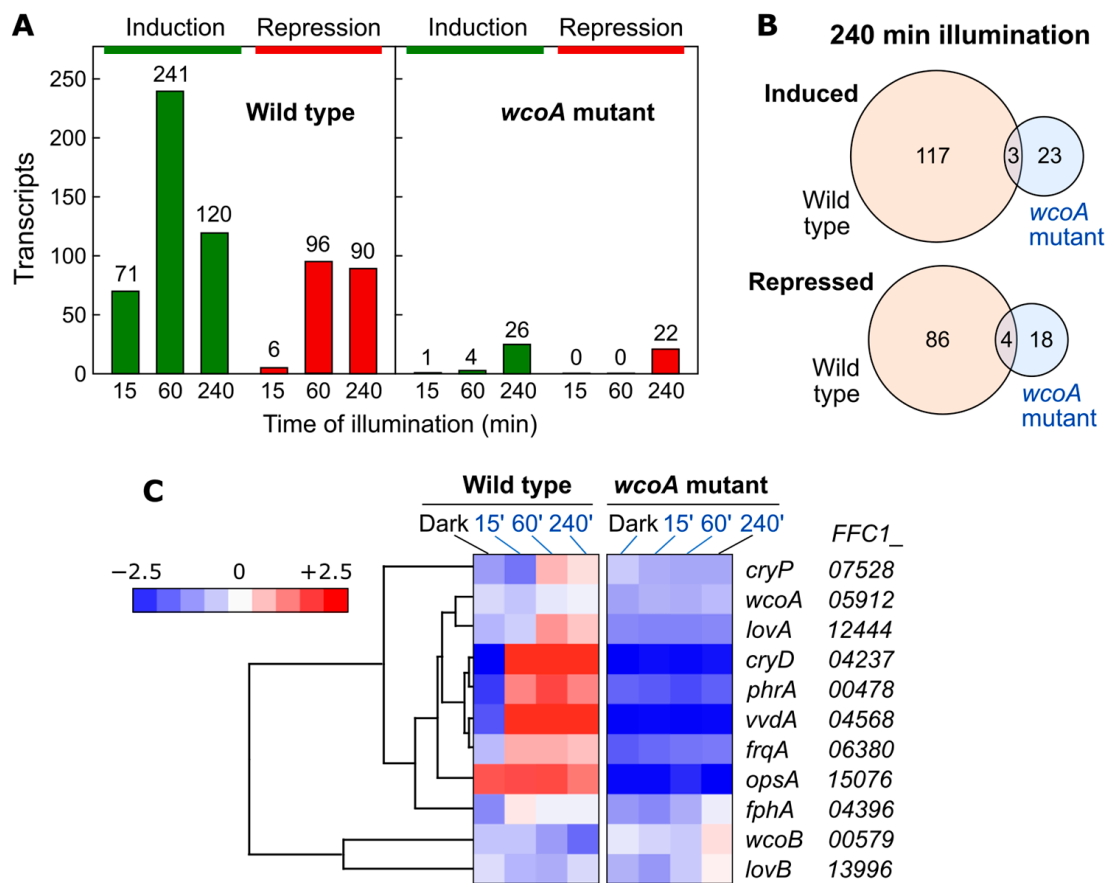 A
Induction Repression Induction Repression
Transcripts
250
200
150
100
50
0
241
120
71
6
96
90
1
4
26
0
0
22
Wild type
wcoA mutant
15 60 240 15 60 240 15 60 240 15 60 240
Time of illumination (min)
B
240 min illumination
Induced
117 3 23
Wild
type
wcoA
mutant
Repressed
86 4 18
Wild
type
wcoA
mutant
C
Wild type wcoA mutant
Dark 15' 60' 240' Dark 15' 60' 240'
FFC1_
−2.5 0 +2.5
cryP 07528
wcoA 05912
lovA 12444
cryD 04237
phrA 00478
vvdA 04568
frqA 06380
opsA 15076
fphA 04396
wcoB 00579
lovB 13996